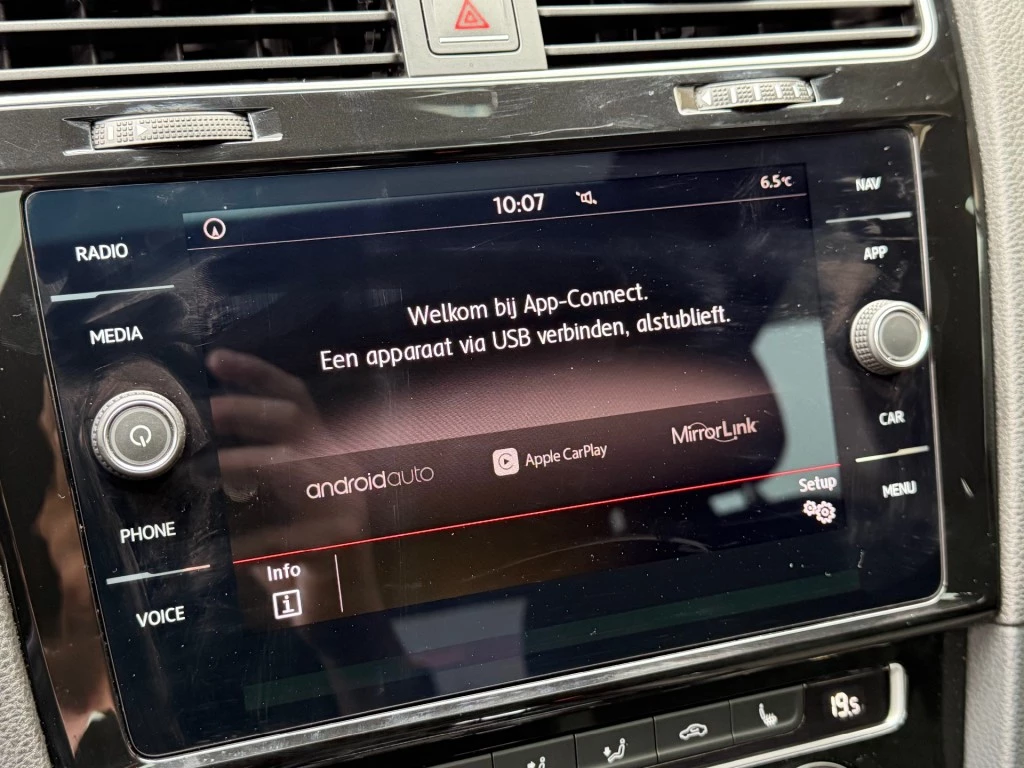 10:07
6.5°C
NAV
RADIO
APP
MEDIA
Welkom bij App-Connect.
Een apparaat via USB verbinden, alstublieft.
androidauto
Apple CarPlay
MirrorLink
CAR
Setup
MENU
PHONE
Info
i
VOICE
19.5